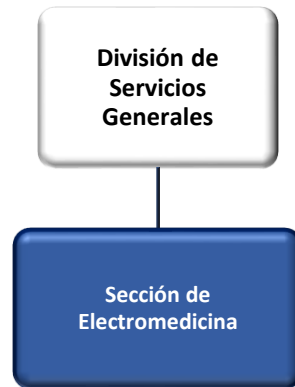 División de
Servicios
Generales
Sección de
Electromedicina